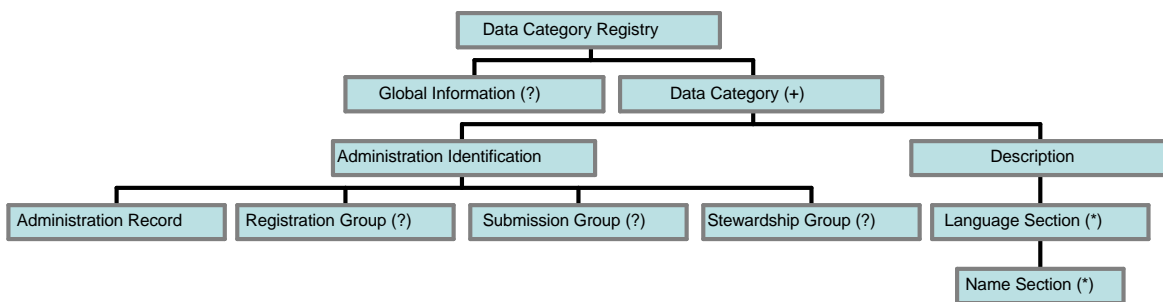 Data Category Registry
Global Information (?)
Data Category (+)
Administration Identification
Description
Administration Record
Registration Group (?)
Submission Group (?)
Stewardship Group (?)
Language Section (*)
Name Section (*)